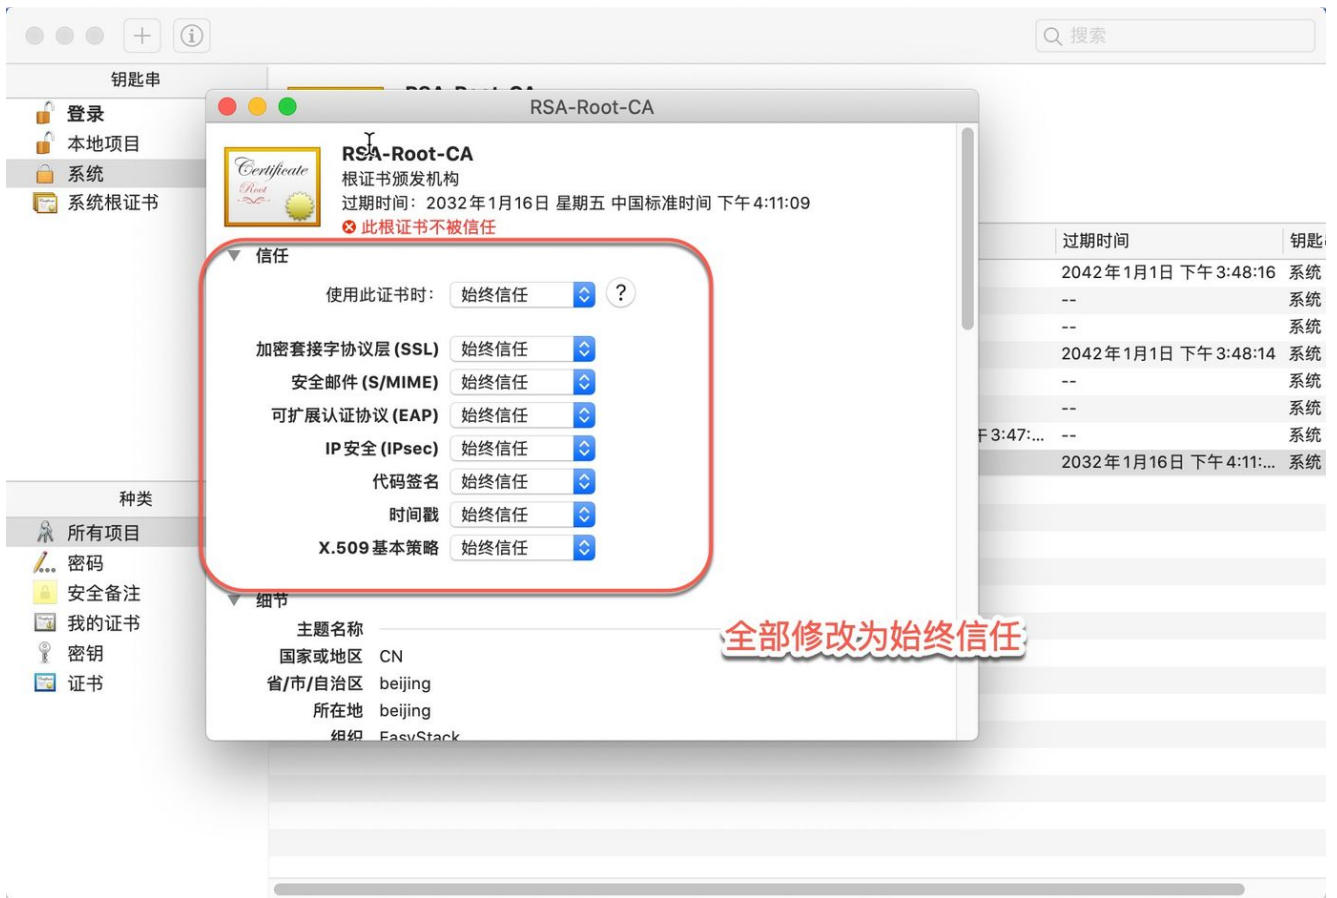 搜索
钥匙串
登录
本地项目
系统
系统根证书
种类
所有项目
密码
安全备注
我的证书
密钥
证书
RSA-Root-CA
Certificate
Root
RSA-Root-CA
根证书颁发机构
过期时间: 2032年1月16日 星期五 中国标准时间 下午4:11:09
此根证书不被信任
信任
使用此证书时: 始终信任 ?
加密套接字协议层 (SSL) 始终信任
安全邮件 (S/MIME) 始终信任
可扩展认证协议 (EAP) 始终信任
IP 安全 (IPsec) 始终信任
代码签名 始终信任
时间戳 始终信任
X.509 基本策略 始终信任
细节
主题名称
国家或地区 CN
省/市/自治区 beijing
所在地 beijing
组织 EasyStack
全部修改为始终信任
过期时间 钥匙
2042年1月1日 下午3:48:16 系统
-- 系统
-- 系统
2042年1月1日 下午3:48:14 系统
-- 系统
-- 系统
午3:47:... -- 系统
2032年1月16日 下午4:11:... 系统